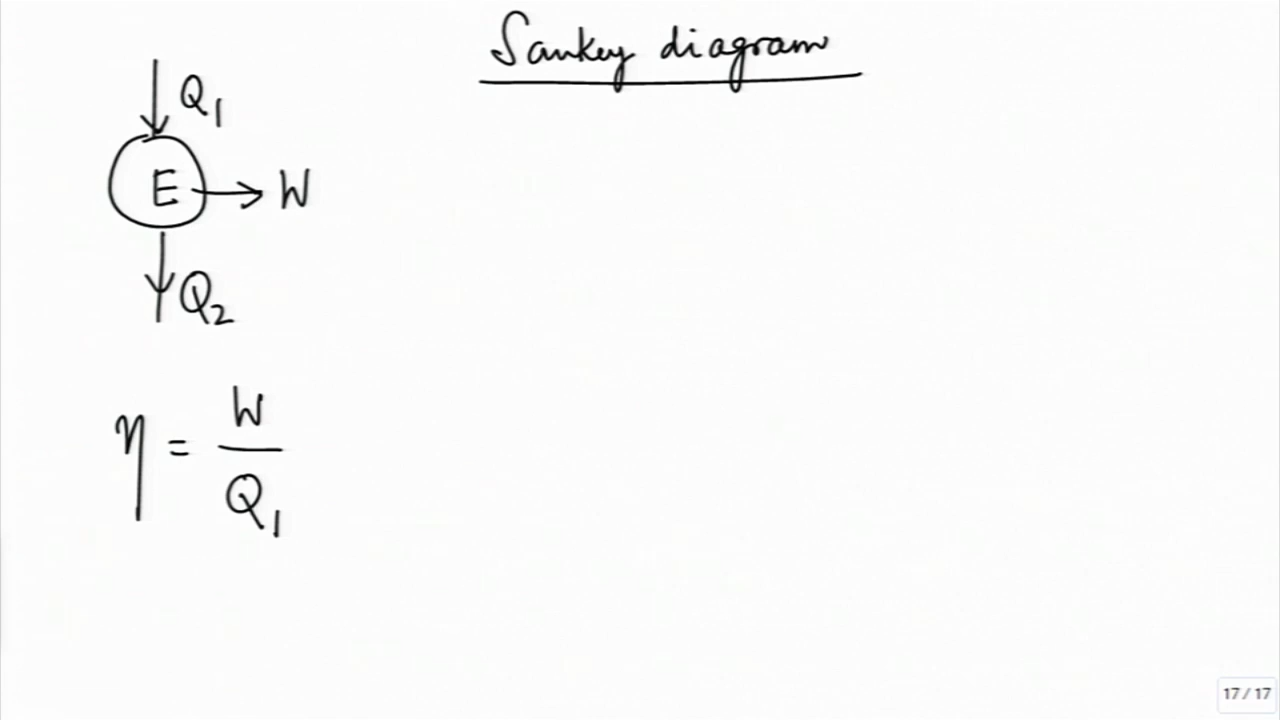 Sankey diagram
Q1
E → W
Q2
η = W / Q1
17 / 17